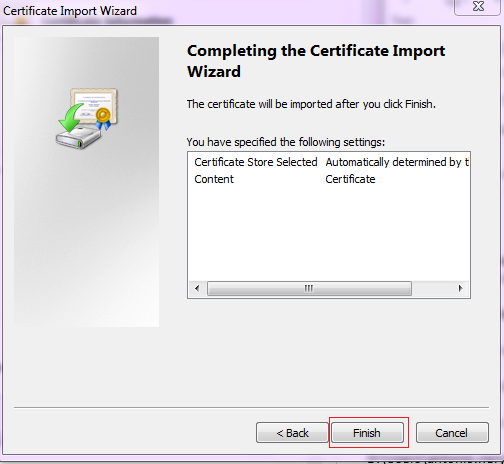 Certificate Import Wizard
Completing the Certificate Import
Wizard
The certificate will be imported after you click Finish.
You have specified the following settings:
Certificate Store Selected Automatically determined by t
Content Certificate
< Back Finish Cancel